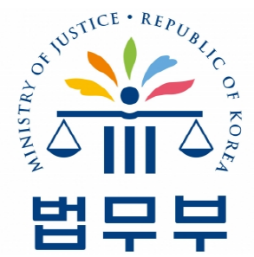 MINISTRY OF JUSTICE • REPUBLIC OF KOREA
법무부